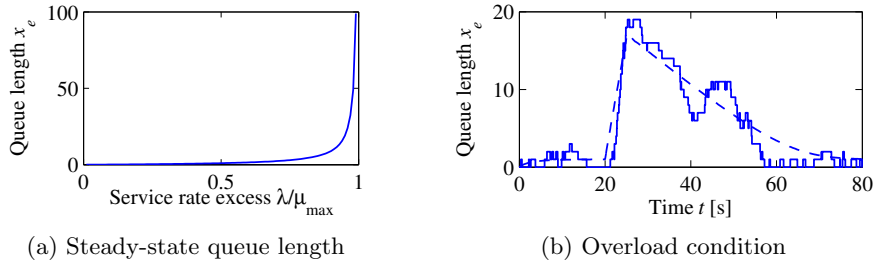 100
50
0
0
0.5
1
Queue length x_e
Service rate excess λ/μ_max
(a) Steady-state queue length
20
10
0
0
20
40
60
80
Queue length x_e
Time t [s]
(b) Overload condition